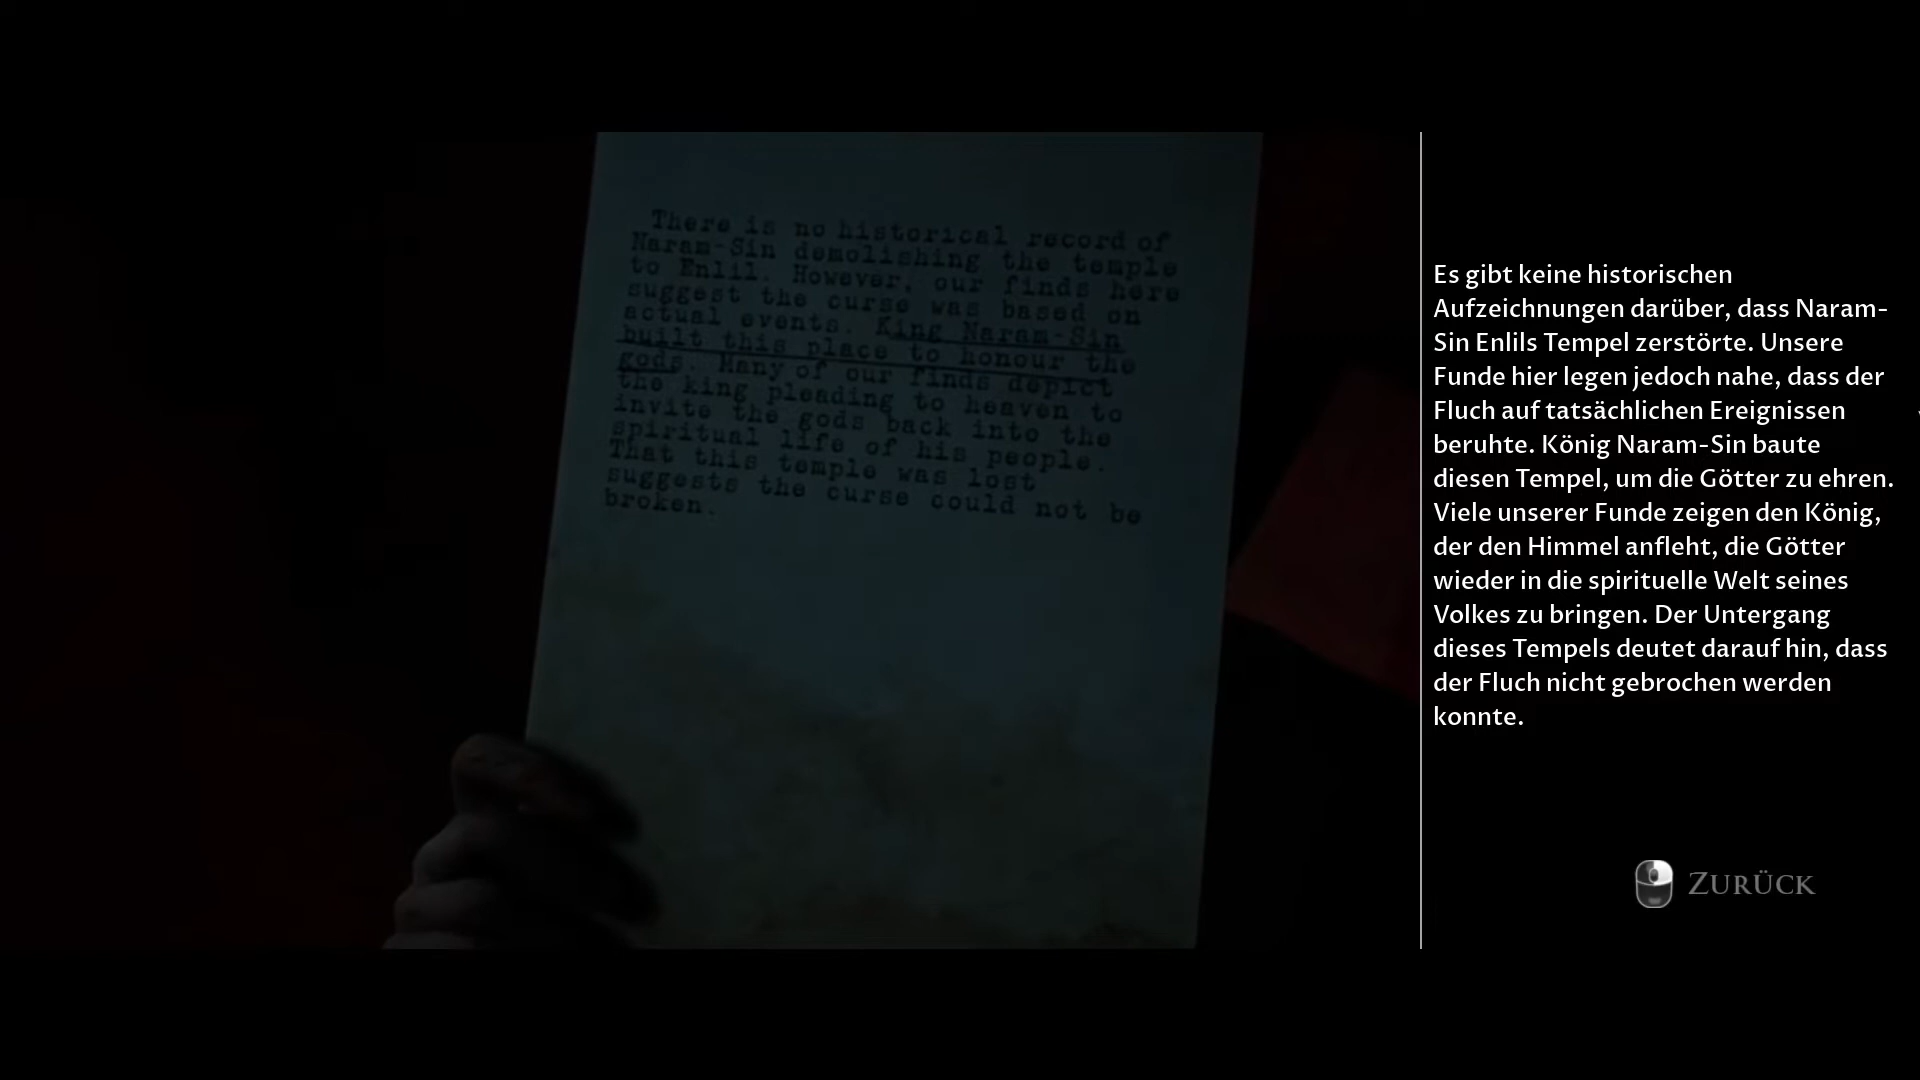 There is no historical record of
Naram-Sin demolishing the temple
to Enlil. However, our finds here
suggest the curse was based on
actual events. King Naram-Sin
built this place to honour the
gods. Many of our finds depict
the king pleading to heaven to
invite the gods back into the
spiritual life of his people.
That this temple was lost
suggests the curse could not be
broken.
Es gibt keine historischen
Aufzeichnungen darüber, dass Naram-
Sin Enlils Tempel zerstörte. Unsere
Funde hier legen jedoch nahe, dass der
Fluch auf tatsächlichen Ereignissen
beruhte. König Naram-Sin baute
diesen Tempel, um die Götter zu ehren.
Viele unserer Funde zeigen den König,
der den Himmel anfleht, die Götter
wieder in die spirituelle Welt seines
Volkes zu bringen. Der Untergang
dieses Tempels deutet darauf hin, dass
der Fluch nicht gebrochen werden
konnte.
ZURÜCK